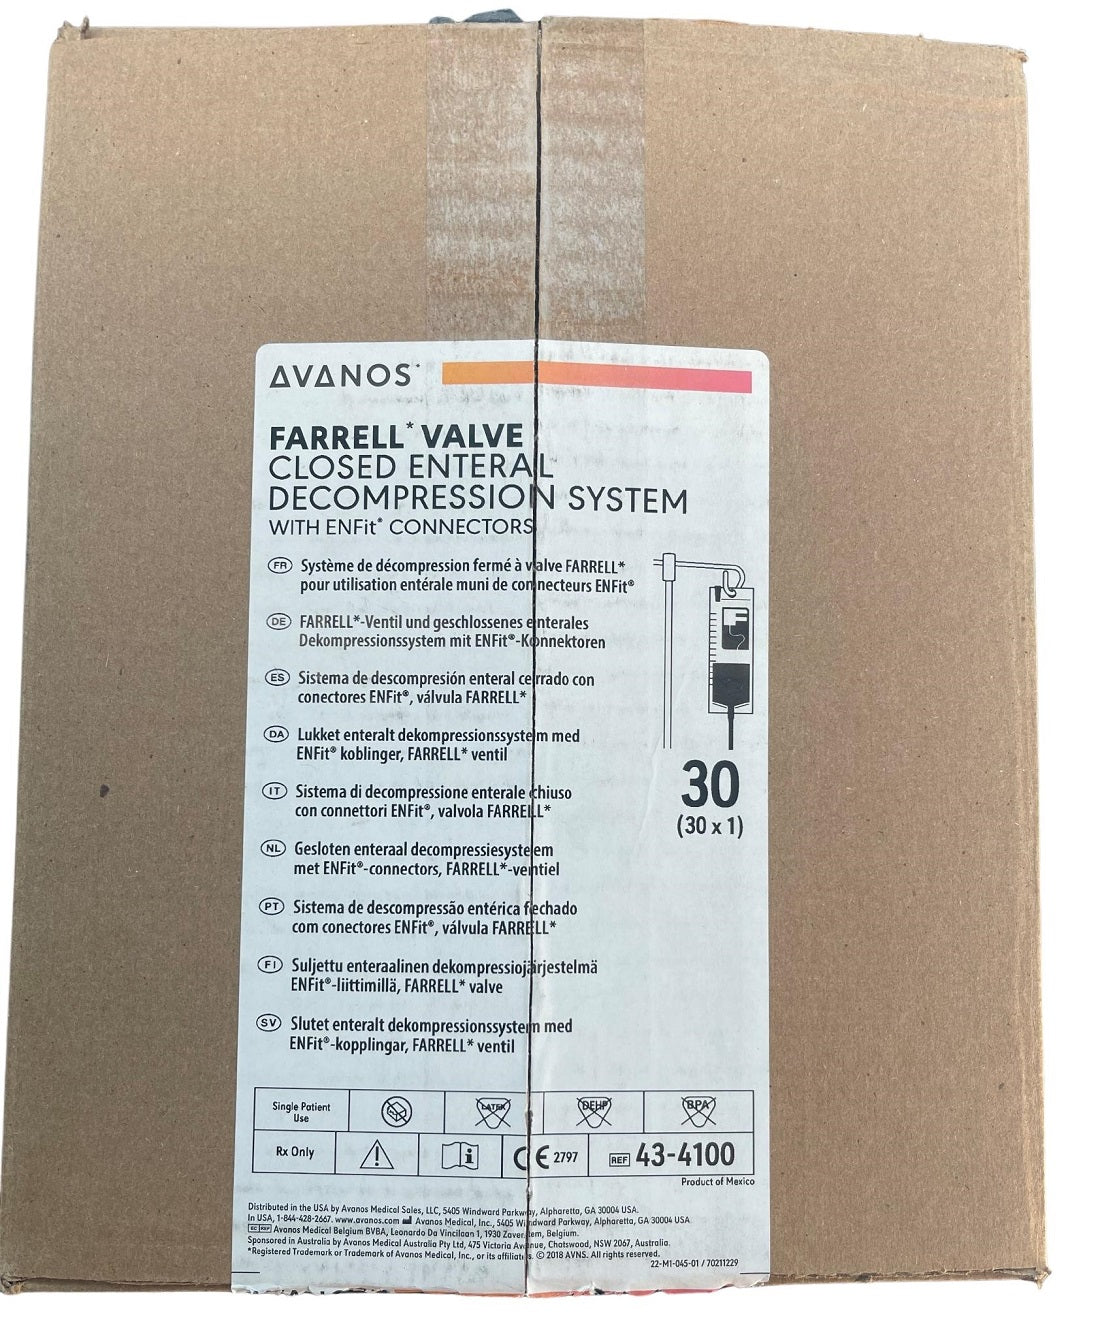 AVANOS*
FARRELL* VALVE
CLOSED ENTERAL
DECOMPRESSION SYSTEM
WITH ENFit® CONNECTORS
FR Système de décompression fermé à valve FARRELL*
pour utilisation entérale muni de connecteurs ENFit®
DE FARRELL*-Ventil und geschlossenes enterales
Dekompressionssystem mit ENFit®-Konnektoren
ES Sistema de descompresión enteral cerrado con
conectores ENFit®, válvula FARRELL*
DA Lukket enteralt dekompressionssystem med
ENFit® koblinger, FARRELL* ventil
IT Sistema di decompressione enterale chiuso
con connettori ENFit®, valvola FARRELL*
NL Gesloten enteraal decompressiesysteem
met ENFit®-connectors, FARRELL*-ventiel
PT Sistema de descompressão entérica fechado
com conectores ENFit®, válvula FARRELL*
FI Suljettu enteraalinen dekompressiojärjestelmä
ENFit®-liittimillä, FARRELL* valve
SV Slutet enteralt dekompressionssystem med
ENFit®-kopplingar, FARRELL* ventil
30
(30 x 1)
Single Patient
Use
LATEX
DEHP
BPA
Rx Only
i
CE 2797
REF 43-4100
Product of Mexico
Distributed in the USA by Avanos Medical Sales, LLC, 5405 Windward Parkway, Alpharetta, GA 30004 USA.
In USA, 1-844-428-2667. www.avanos.com Avanos Medical, Inc., 5405 Windward Parkway, Alpharetta, GA 30004 USA
EC REP Avanos Medical Belgium BVBA, Leonardo Da Vincilaan 1, 1930 Zaventem, Belgium.
Sponsored in Australia by Avanos Medical Australia Pty Ltd, 475 Victoria Avenue, Chatswood, NSW 2067, Australia.
*Registered Trademark or Trademark of Avanos Medical, Inc., or its affiliates. © 2018 AVNS. All rights reserved.
22-M1-045-01 / 70211229